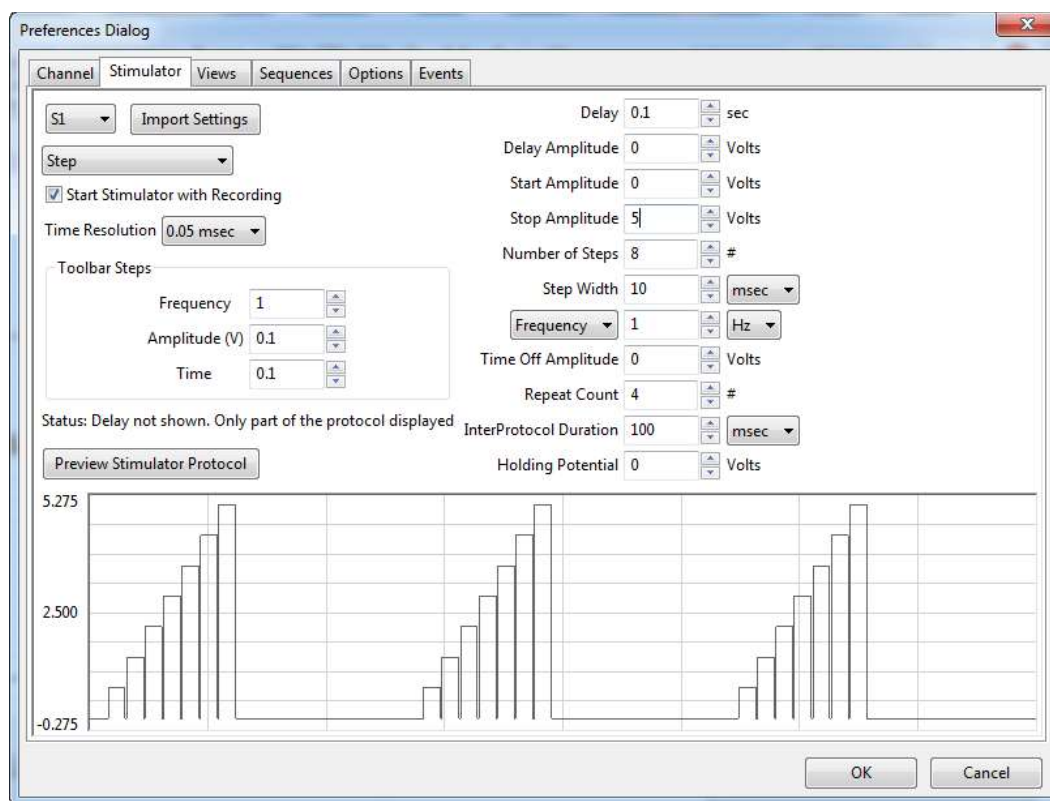 Preferences Dialog
Channel Stimulator Views Sequences Options Events
S1 Import Settings
Step
Start Stimulator with Recording
Time Resolution 0.05 msec
Toolbar Steps
Frequency 1
Amplitude (V) 0.1
Time 0.1
Status: Delay not shown. Only part of the protocol displayed
Preview Stimulator Protocol
Delay 0.1 sec
Delay Amplitude 0 Volts
Start Amplitude 0 Volts
Stop Amplitude 5 Volts
Number of Steps 8 #
Step Width 10 msec
Frequency 1 Hz
Time Off Amplitude 0 Volts
Repeat Count 4 #
InterProtocol Duration 100 msec
Holding Potential 0 Volts
5.275
2.500
-0.275
OK Cancel